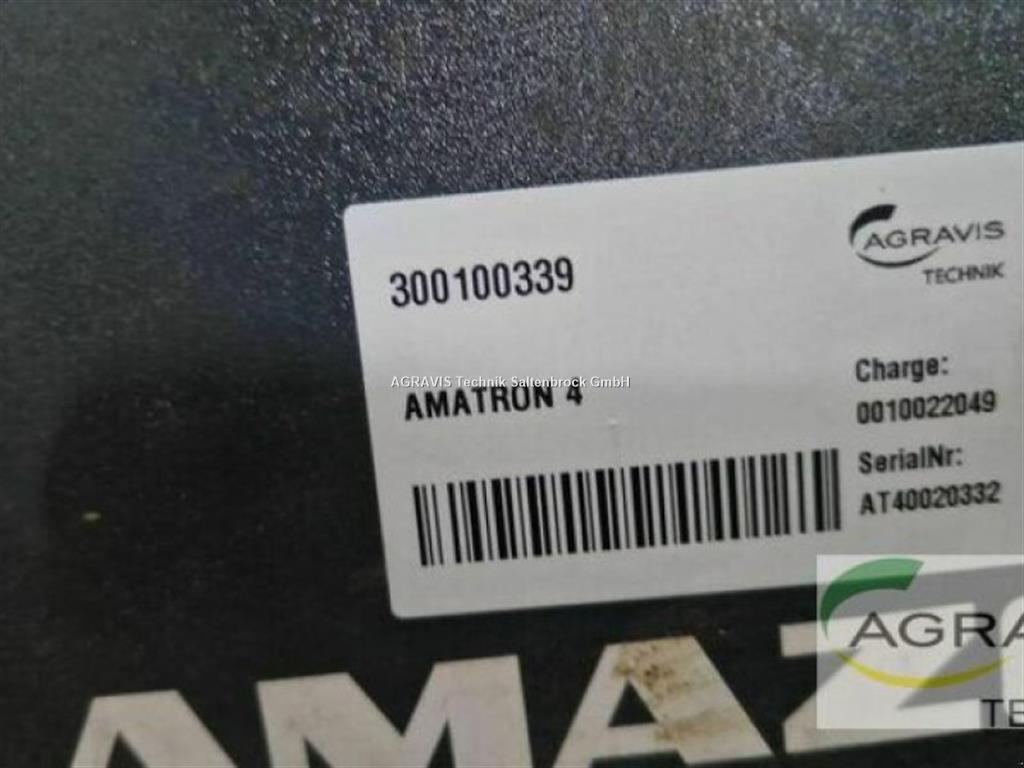 300100339
AGRAVIS
TECHNIK
AGRAVIS Technik Saltenbrock GmbH
AMATRON 4
Charge:
0010022049
SerialNr:
AT40020332
AMAZ
AGRA
TE